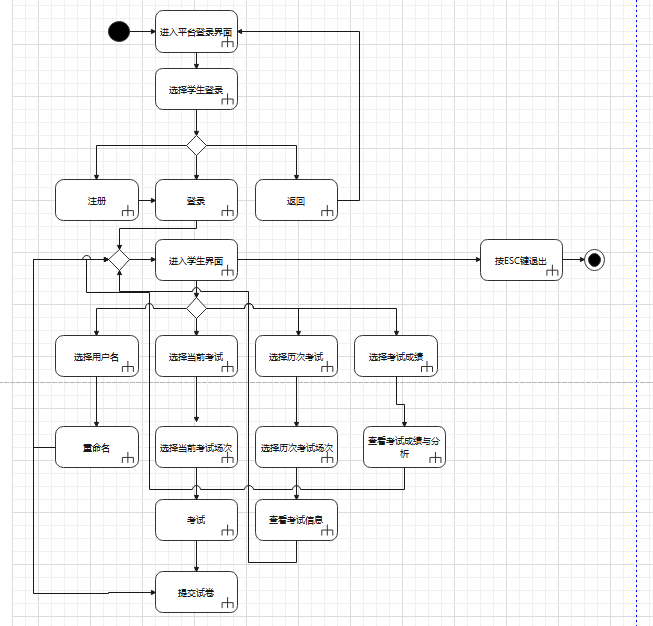 进入平台登录界面
选择学生登录
注册
登录
返回
进入学生界面
按ESC键退出
选择用户名
选择当前考试
选择历次考试
选择考试成绩
重命名
选择当前考试场次
选择历次考试场次
查看考试成绩与分
析
考试
查看考试信息
提交试卷